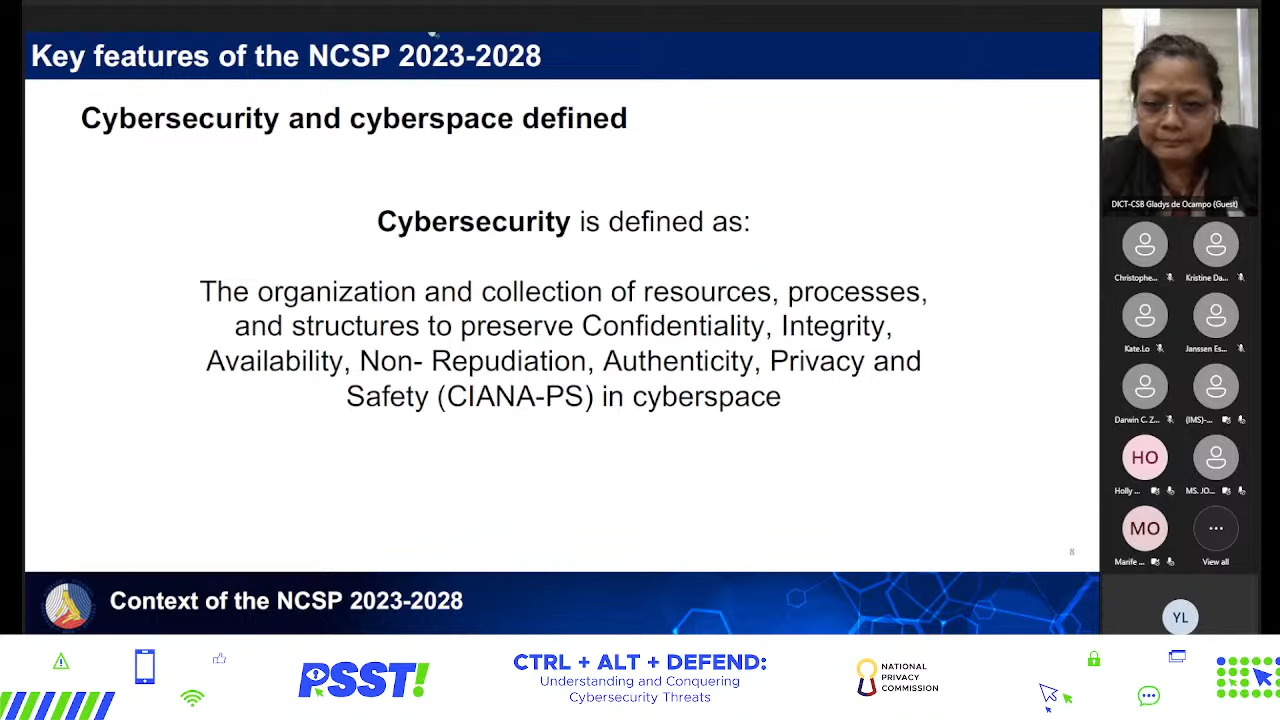 Key features of the NCSP 2023-2028
Cybersecurity and cyberspace defined
Cybersecurity is defined as:
The organization and collection of resources, processes,
and structures to preserve Confidentiality, Integrity,
Availability, Non- Repudiation, Authenticity, Privacy and
Safety (CIANA-PS) in cyberspace
8
Context of the NCSP 2023-2028
DICT-CSB Gladys de Ocampo (Guest)
Christophe...
Kristine Da...
Kate.Lo
Janssen Es...
Darwin C. Z...
(IMS)-...
HO
Holly ...
MS. JO...
MO
Marife ...
View all
YL
PSST!
CTRL + ALT + DEFEND:
Understanding and Conquering
Cybersecurity Threats
NATIONAL
PRIVACY
COMMISSION